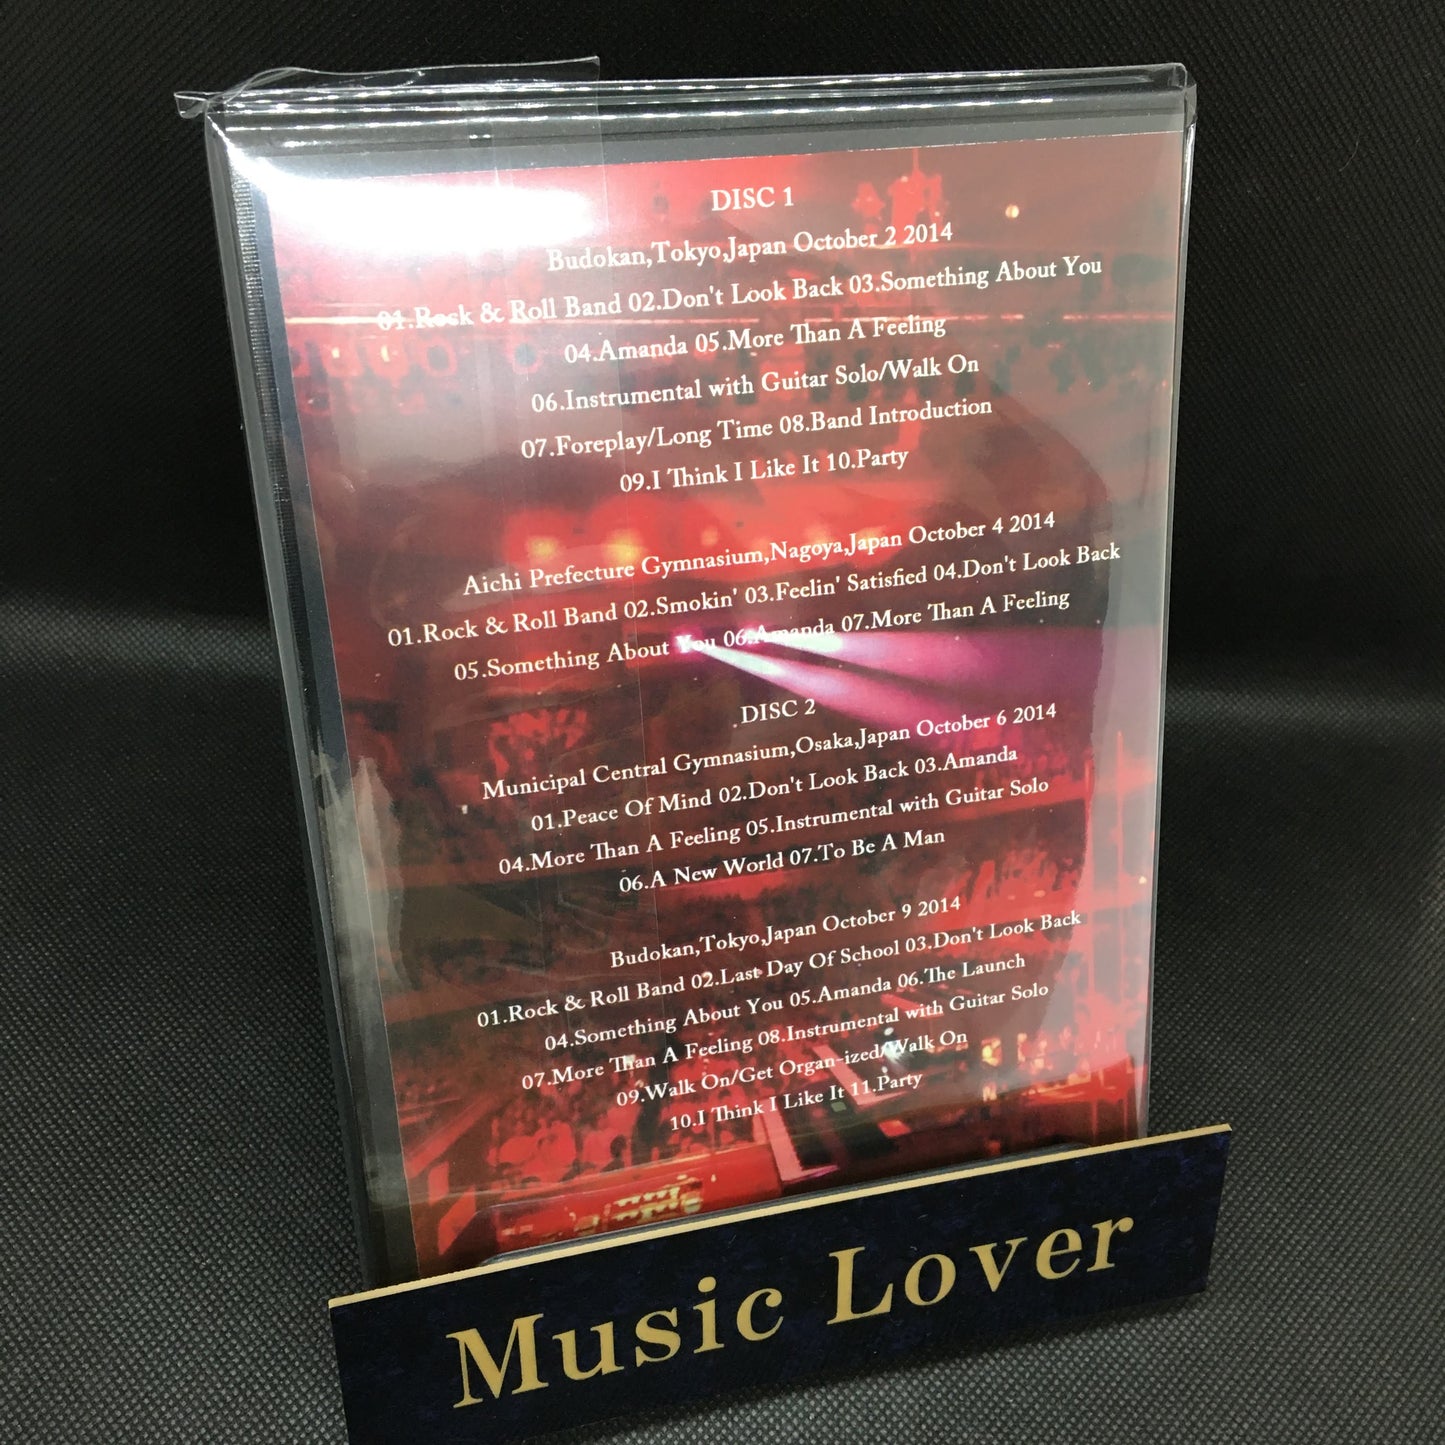 DISC 1
Budokan,Tokyo,Japan October 2 2014
01.Rock & Roll Band 02.Don't Look Back 03.Something About You
04.Amanda 05.More Than A Feeling
06.Instrumental with Guitar Solo/Walk On
07.Foreplay/Long Time 08.Band Introduction
09.I Think I Like It 10.Party
Aichi Prefecture Gymnasium,Nagoya,Japan October 4 2014
01.Rock & Roll Band 02.Smokin' 03.Feelin' Satisfied 04.Don't Look Back
05.Something About You 06.Amanda 07.More Than A Feeling
DISC 2
Municipal Central Gymnasium,Osaka,Japan October 6 2014
01.Peace Of Mind 02.Don't Look Back 03.Amanda
04.More Than A Feeling 05.Instrumental with Guitar Solo
06.A New World 07.To Be A Man
Budokan,Tokyo,Japan October 9 2014
01.Rock & Roll Band 02.Last Day Of School 03.Don't Look Back
04.Something About You 05.Amanda 06.The Launch
07.More Than A Feeling 08.Instrumental with Guitar Solo
09.Walk On/Get Organ-ized/Walk On
10.I Think I Like It 11.Party
Music Lover